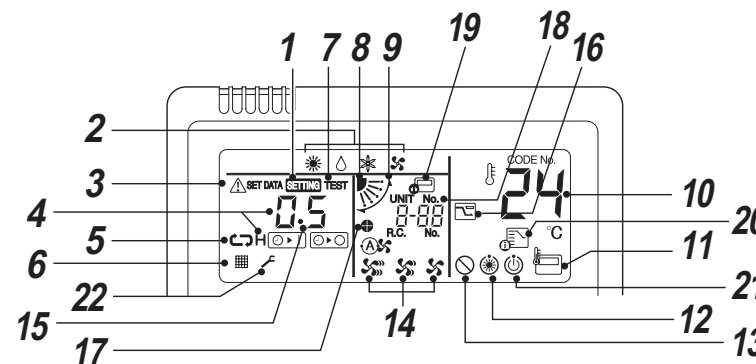 1 7 8 9 19 18 16
2
CODE No.
3 SET DATA SETTING TEST UNIT No. 24 10
4 0.5 8-88
5 H R.C. No. °C 20
A
6 11
22 21
15 14 12
17 13